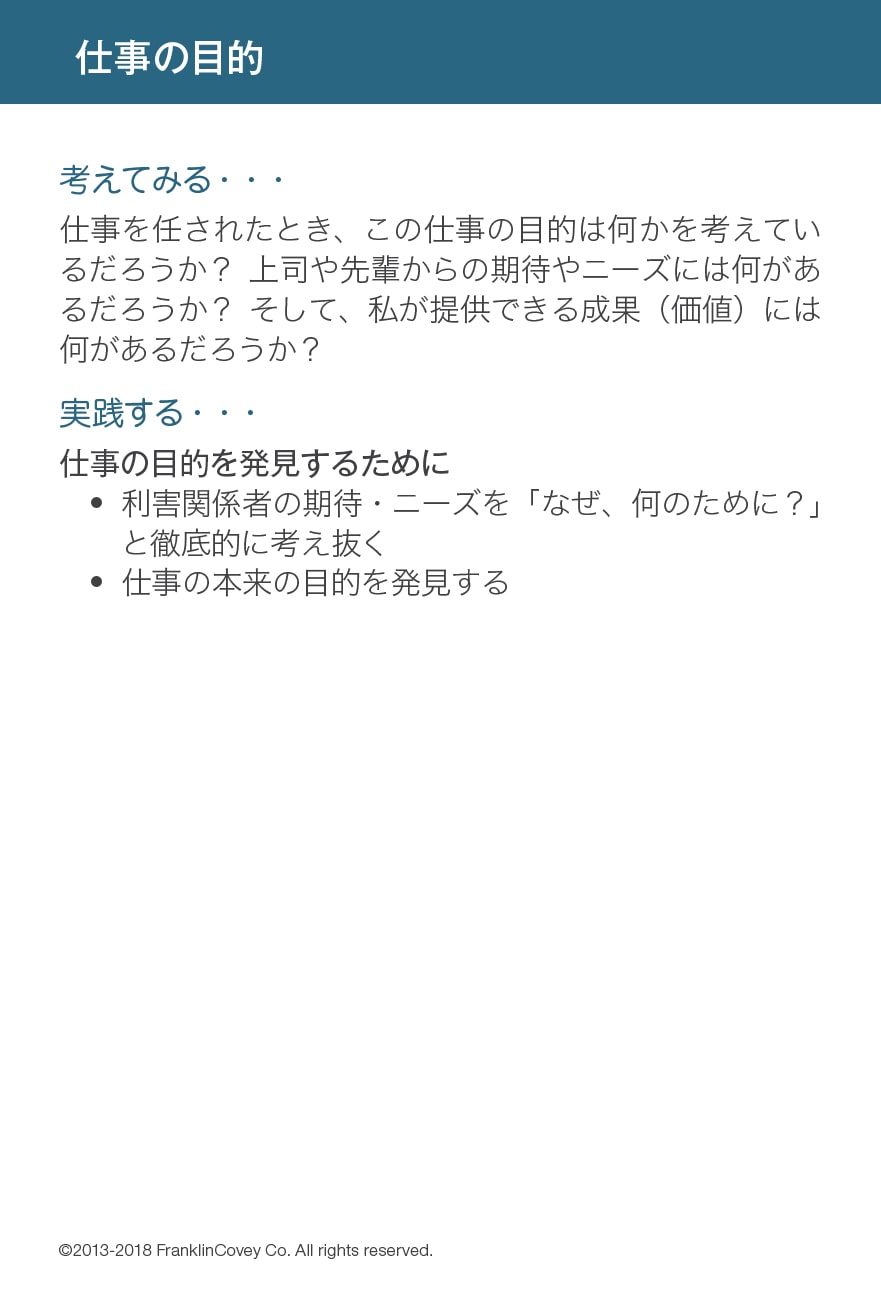 仕事の目的
考えてみる・・・
仕事を任されたとき、この仕事の目的は何かを考えてい
るだろうか？ 上司や先輩からの期待やニーズには何があ
るだろうか？ そして、私が提供できる成果（価値）には
何があるだろうか？
実践する・・・
仕事の目的を発見するために
• 利害関係者の期待・ニーズを「なぜ、何のために？」
と徹底的に考え抜く
• 仕事の本来の目的を発見する
©2013-2018 FranklinCovey Co. All rights reserved.